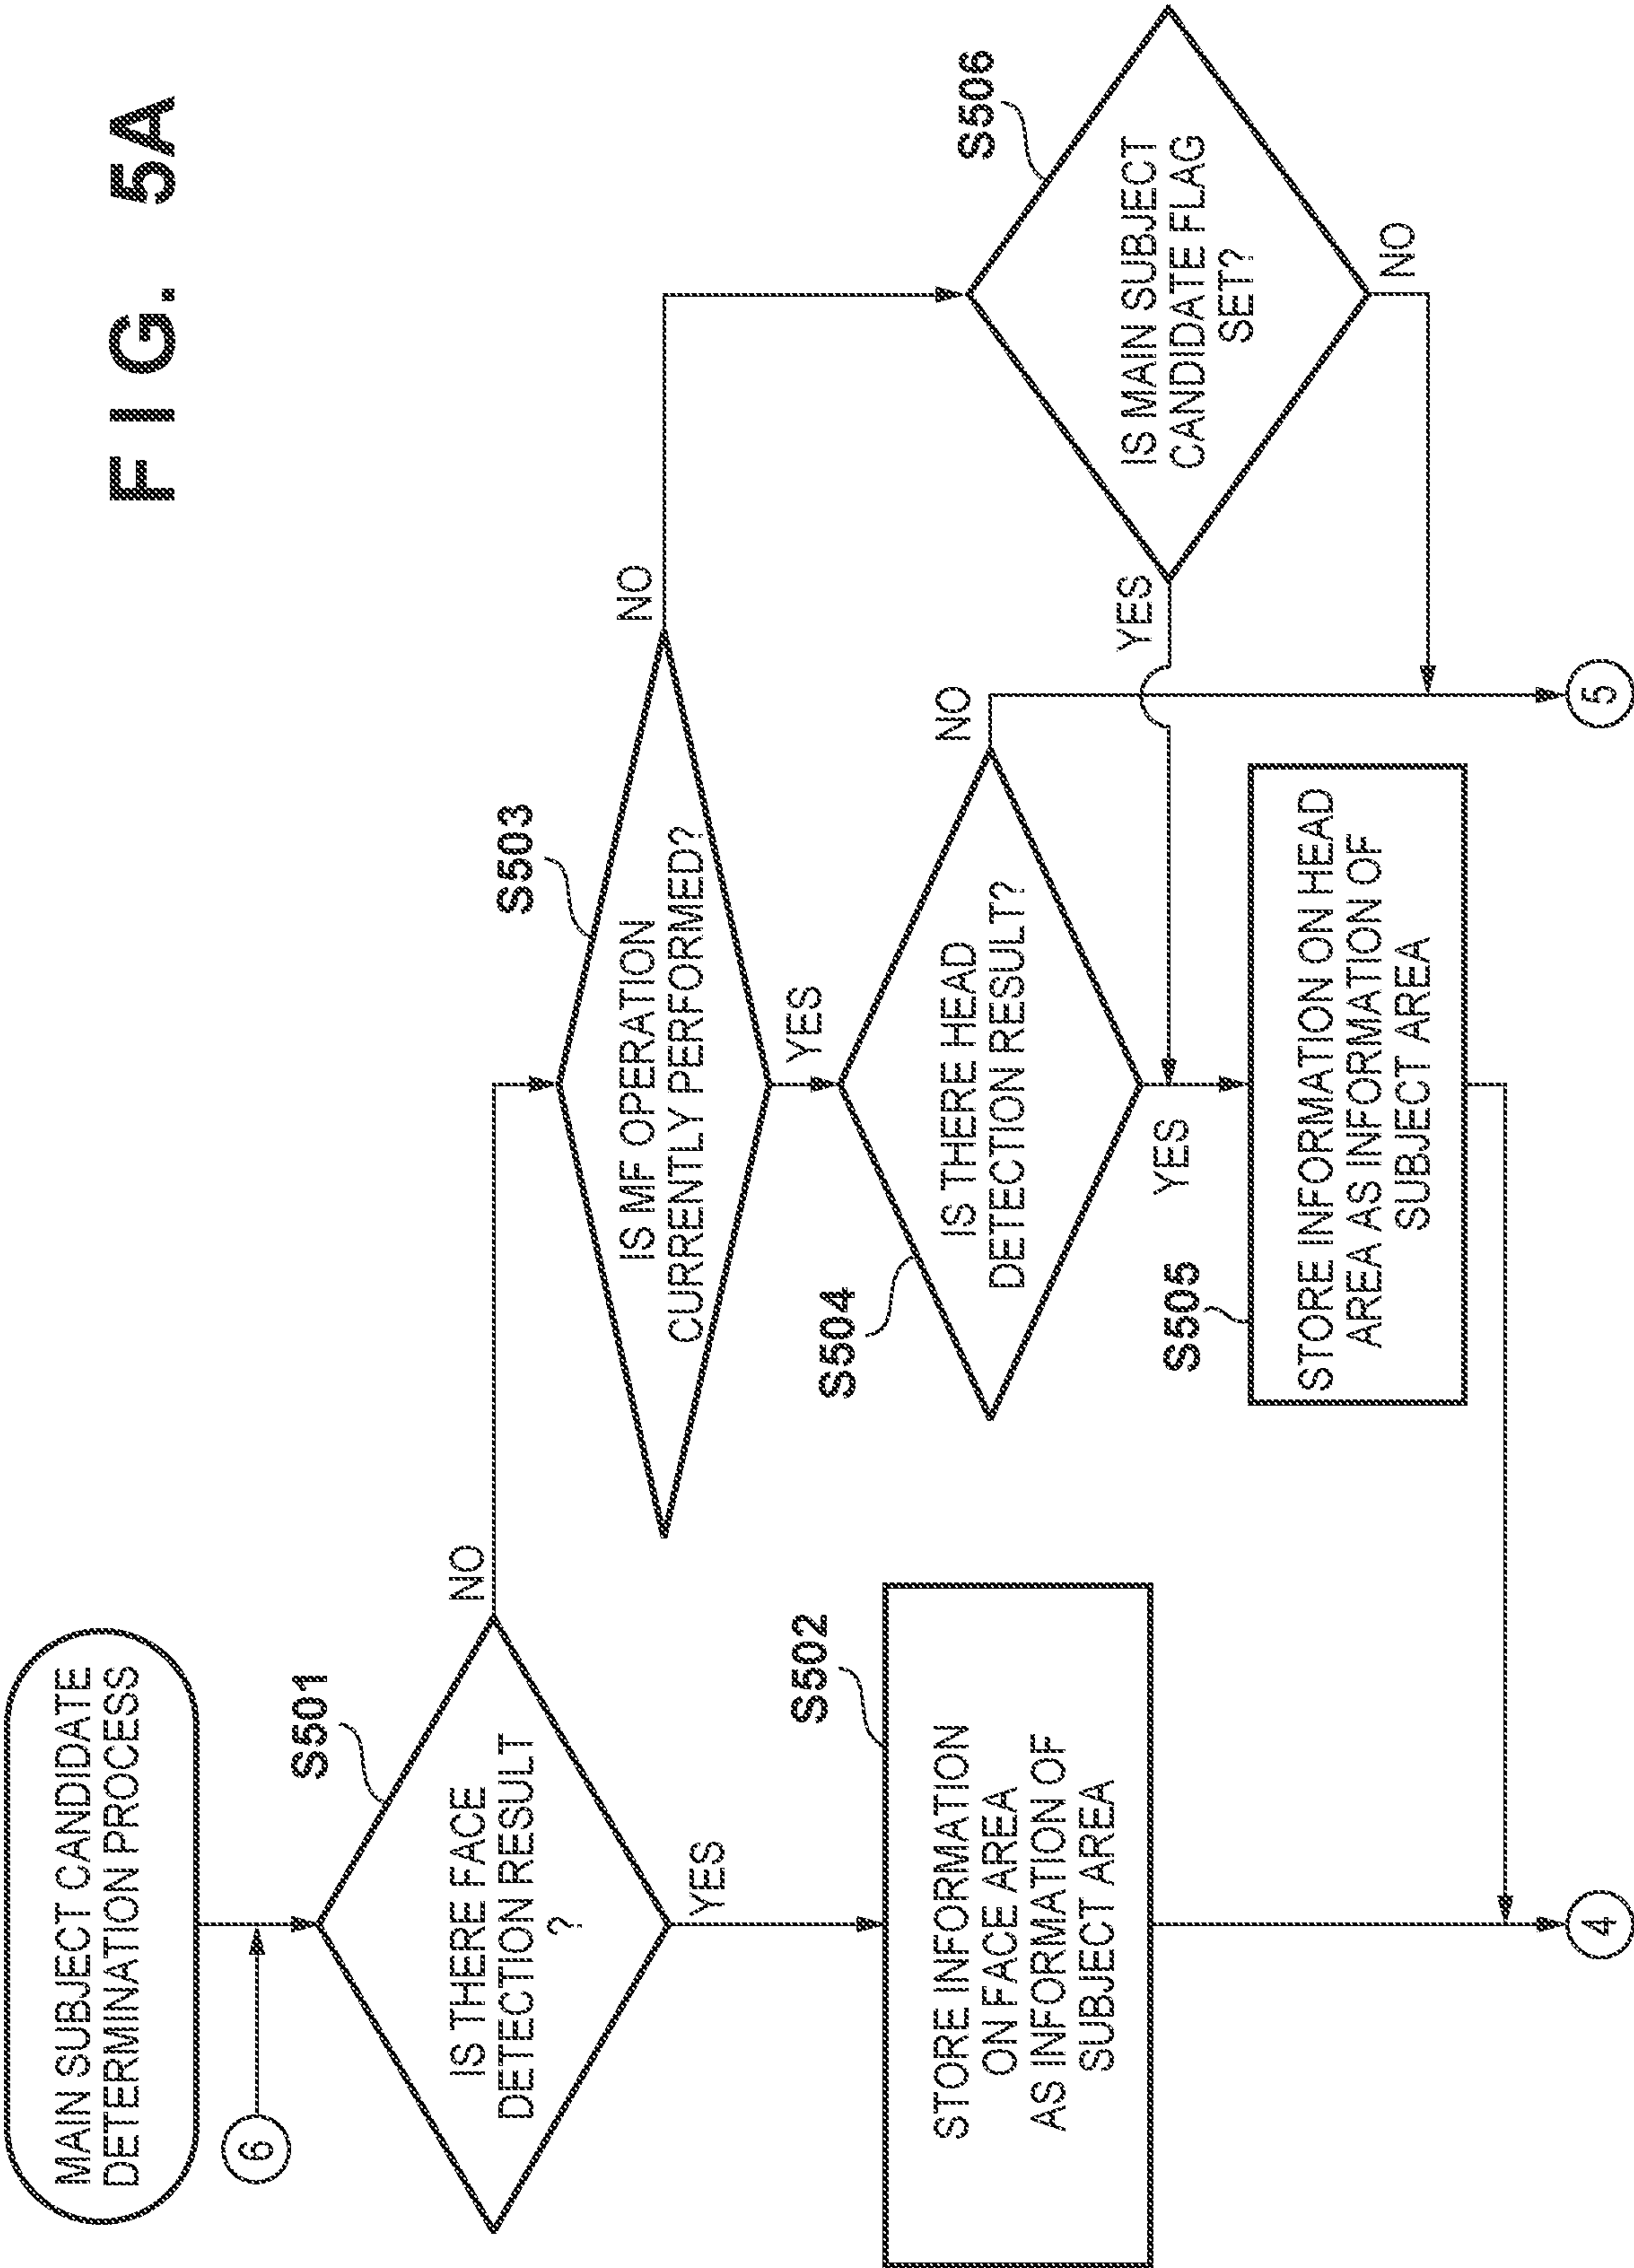 FIG. 5A
MAIN SUBJECT CANDIDATE
DETERMINATION PROCESS
6
S501
IS THERE FACE
DETECTION RESULT
?
NO
YES
S502
STORE INFORMATION
ON FACE AREA
AS INFORMATION OF
SUBJECT AREA
S503
IS MF OPERATION
CURRENTLY PERFORMED?
NO
YES
S504
IS THERE HEAD
DETECTION RESULT?
NO
YES
S505
STORE INFORMATION ON HEAD
AREA AS INFORMATION OF
SUBJECT AREA
S506
IS MAIN SUBJECT
CANDIDATE FLAG
SET?
YES
NO
4
5